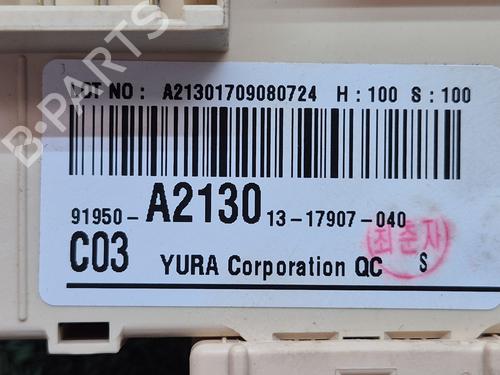 LOT NO : A21301709080724 H : 100 S : 100
91950-A2130 13-17907-040
C03 YURA Corporation QC S
최춘자
B-PARTS